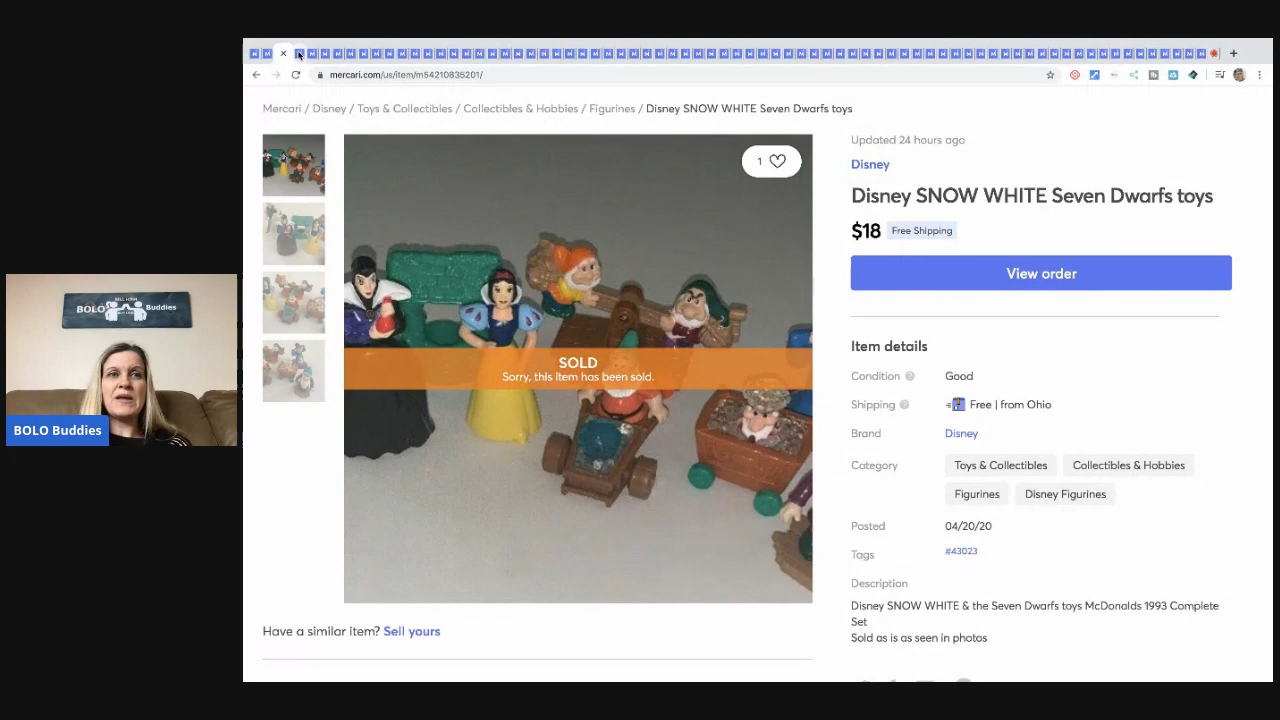 mercari.com/us/item/m54210835201/
Mercari / Disney / Toys & Collectibles / Collectibles & Hobbies / Figurines / Disney SNOW WHITE Seven Dwarfs toys
1
SOLD
Sorry, this item has been sold.
Have a similar item? Sell yours
Updated 24 hours ago
Disney
Disney SNOW WHITE Seven Dwarfs toys
$18 Free Shipping
View order
Item details
Condition Good
Shipping Free | from Ohio
Brand Disney
Category Toys & Collectibles Collectibles & Hobbies
Figurines Disney Figurines
Posted 04/20/20
Tags #43023
Description
Disney SNOW WHITE & the Seven Dwarfs toys McDonalds 1993 Complete
Set
Sold as is as seen in photos
BOLO Buddies
BOLO Buddies